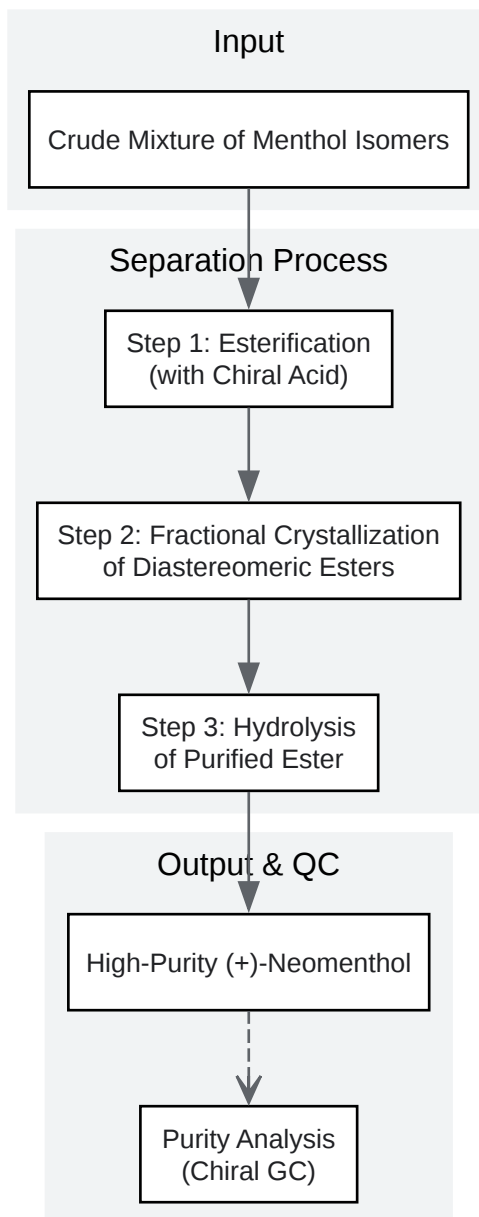 Input
Crude Mixture of Menthol Isomers
Separation Process
Step 1: Esterification
(with Chiral Acid)
Step 2: Fractional Crystallization
of Diastereomeric Esters
Step 3: Hydrolysis
of Purified Ester
Output & QC
High-Purity (+)-Neomenthol
Purity Analysis
(Chiral GC)